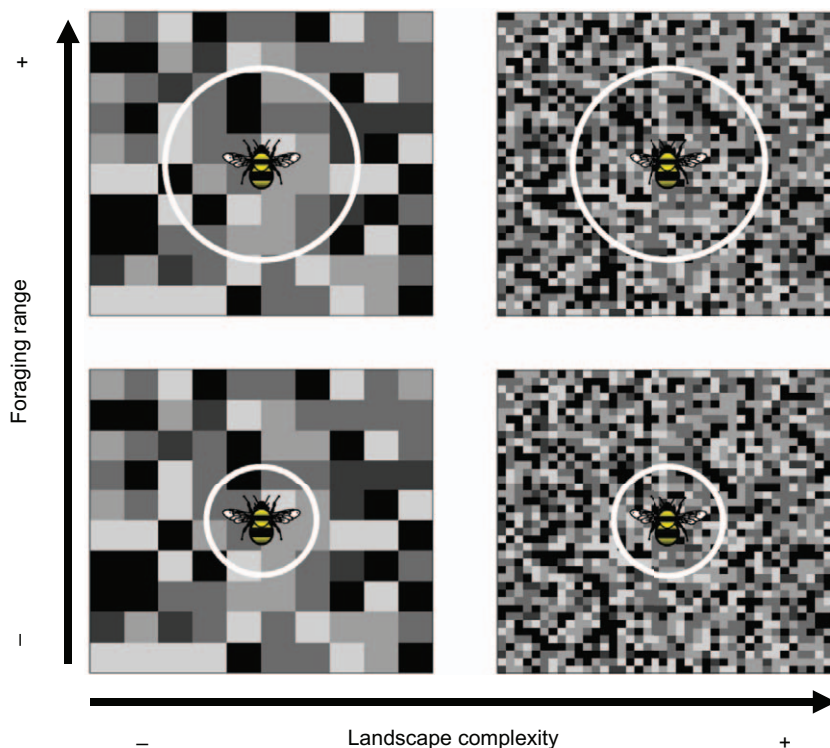 +
Foraging range
–
–
Landscape complexity
+